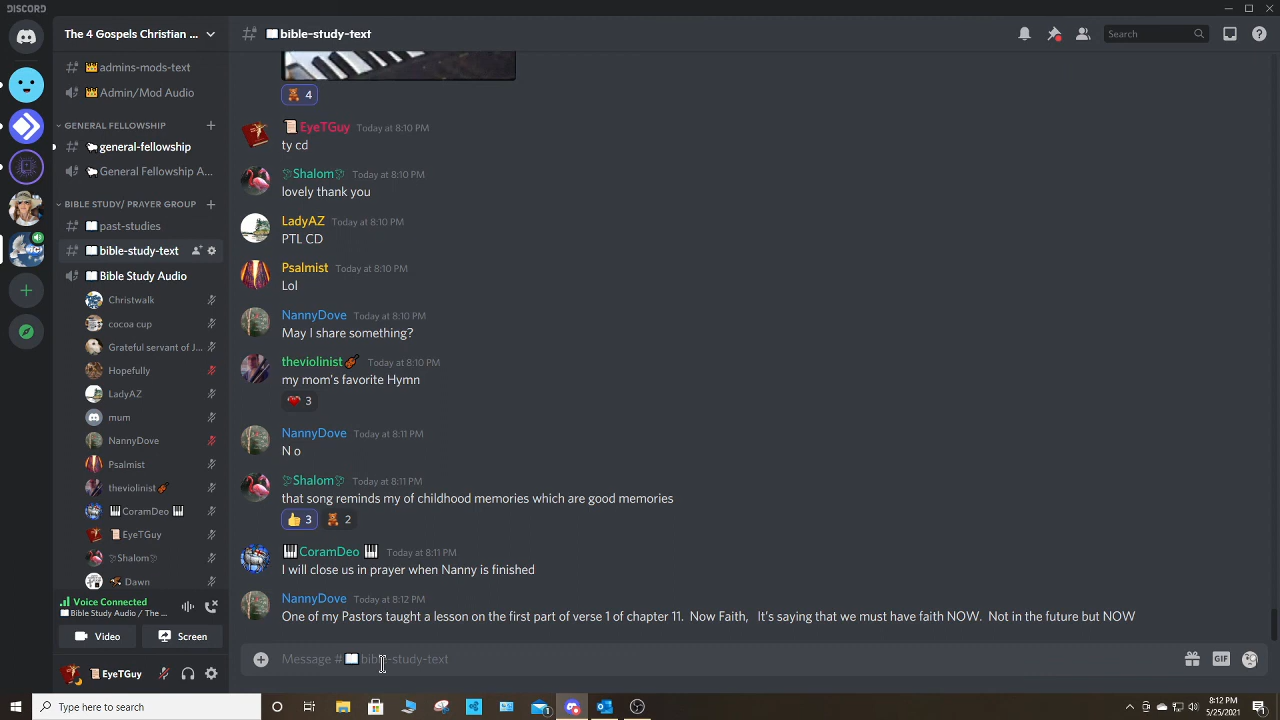 DISCORD
The 4 Gospels Christian ...
admins-mods-text
Admin/Mod Audio
GENERAL FELLOWSHIP
general-fellowship
General Fellowship A...
BIBLE STUDY/ PRAYER GROUP
past-studies
bible-study-text
Bible Study Audio
Christwalk
cocoa cup
Grateful servant of J...
Hopefully
LadyAZ
mum
NannyDove
Psalmist
theviolinist
CoramDeo
EyeTGuy
Shalom
Dawn
Voice Connected
Bible Study Audio / The ...
Video
Screen
EyeTGuy
# bible-study-text
Search
4
EyeTGuy Today at 8:10 PM
ty cd
Shalom Today at 8:10 PM
lovely thank you
LadyAZ Today at 8:10 PM
PTL CD
Psalmist Today at 8:10 PM
Lol
NannyDove Today at 8:10 PM
May I share something?
theviolinist Today at 8:10 PM
my mom's favorite Hymn
3
NannyDove Today at 8:11 PM
N o
Shalom Today at 8:11 PM
that song reminds my of childhood memories which are good memories
3 2
CoramDeo Today at 8:11 PM
I will close us in prayer when Nanny is finished
NannyDove Today at 8:12 PM
One of my Pastors taught a lesson on the first part of verse 1 of chapter 11. Now Faith, It's saying that we must have faith NOW. Not in the future but NOW
Message # bible-study-text
GIF
Type here to search
8:12 PM
5/25/2021